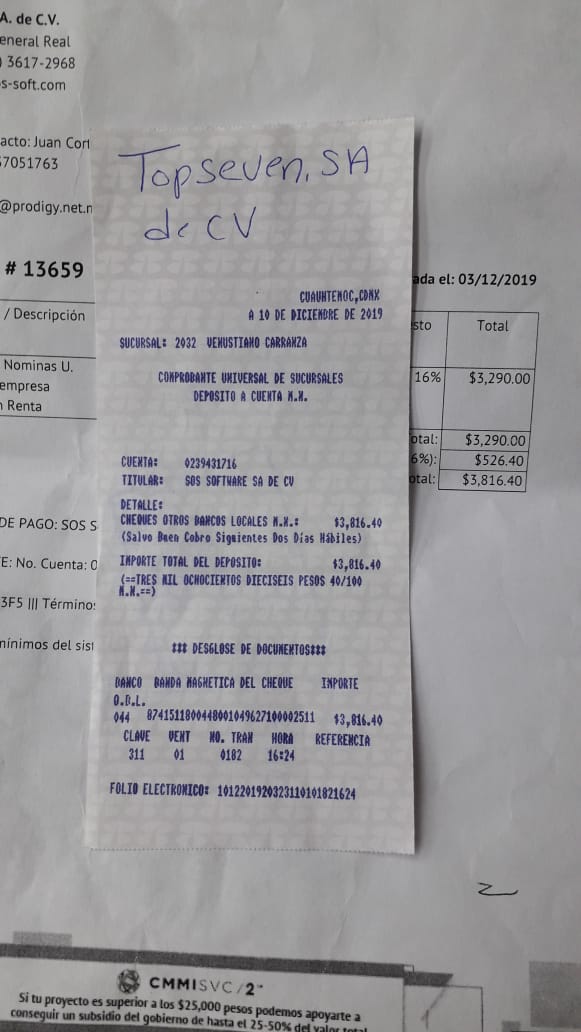 A. de C.V.
eneral Real
) 3617-2968
s-soft.com
acto: Juan Cort
57051763
@prodigy.net.m
# 13659
ada el: 03/12/2019
/ Descripción
sto Total
Nominas U.
empresa
n Renta
16% $3,290.00
otal: $3,290.00
6%): $526.40
otal: $3,816.40
DE PAGO: SOS S
E: No. Cuenta: 0
3F5 ||| Término:
nínimos del sist
Topseven, SA
de CV
CUAUHTEMOC,CDMX
A 10 DE DICIEMBRE DE 2019
SUCURSAL: 2032 VENUSTIANO CARRANZA
COMPROBANTE UNIVERSAL DE SUCURSALES
DEPOSITO A CUENTA M.N.
CUENTA: 0239431716
TITULAR: SOS SOFTWARE SA DE CV
DETALLE:
CHEQUES OTROS BANCOS LOCALES M.N.: $3,816.40
(Salvo Buen Cobro Siguientes Dos Días Hábiles)
IMPORTE TOTAL DEL DEPOSITO: $3,816.40
(==TRES MIL OCHOCIENTOS DIECISEIS PESOS 40/100
M.N.==)
*** DESGLOSE DE DOCUMENTOS***
BANCO BANDA MAGNETICA DEL CHEQUE IMPORTE
O.B.L.
044 8741511800448001049627100002511 $3,816.40
CLAVE VENT NO. TRAN HORA REFERENCIA
311 01 0182 16:24
FOLIO ELECTRONICO: 1012201920323110101821624
CMMISVC/2
Si tu proyecto es superior a los $25,000 pesos podemos apoyarte a
conseguir un subsidio del gobierno de hasta el 25-50% del valor total